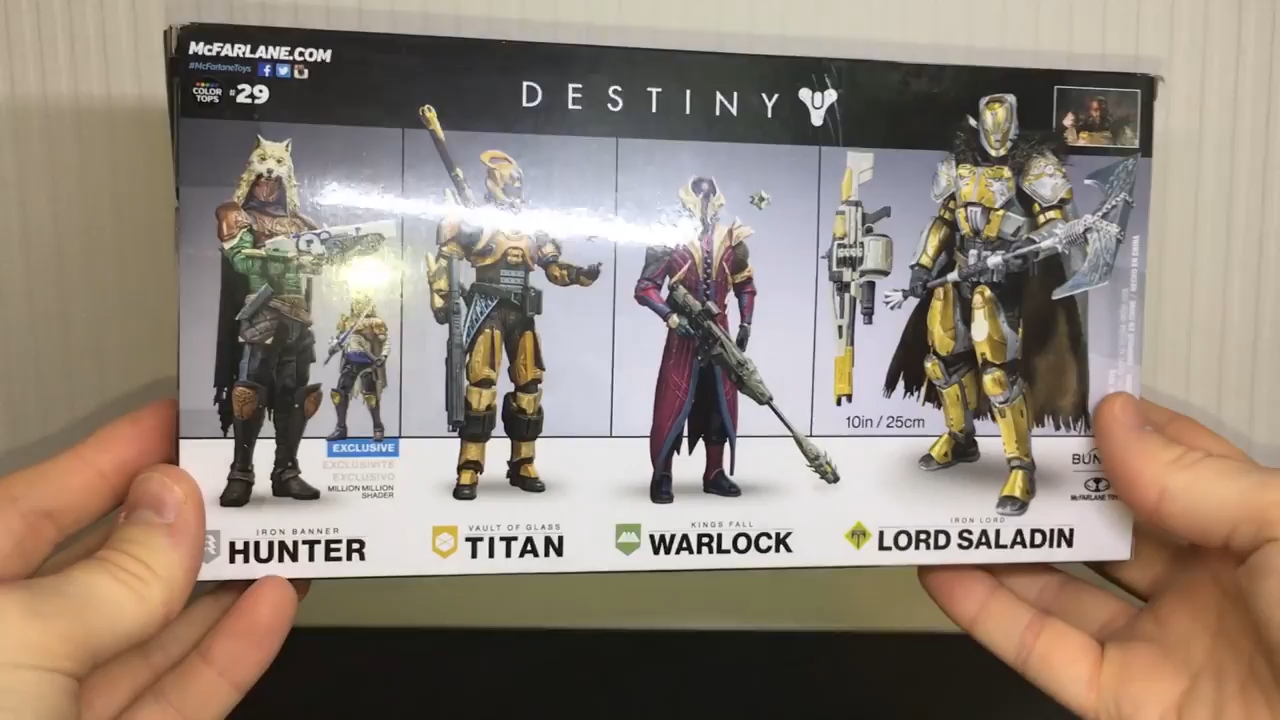 McFARLANE.COM
#McFarlaneToys
COLOR
TOPS
#29
DESTINY
10in / 25cm
EXCLUSIVE
EXCLUSIVITÉ
EXCLUSIVO
MILLION MILLION
SHADER
McFARLANE
IRON BANNER
HUNTER
VAULT OF GLASS
TITAN
KINGS FALL
WARLOCK
IRON LORD
LORD SALADIN